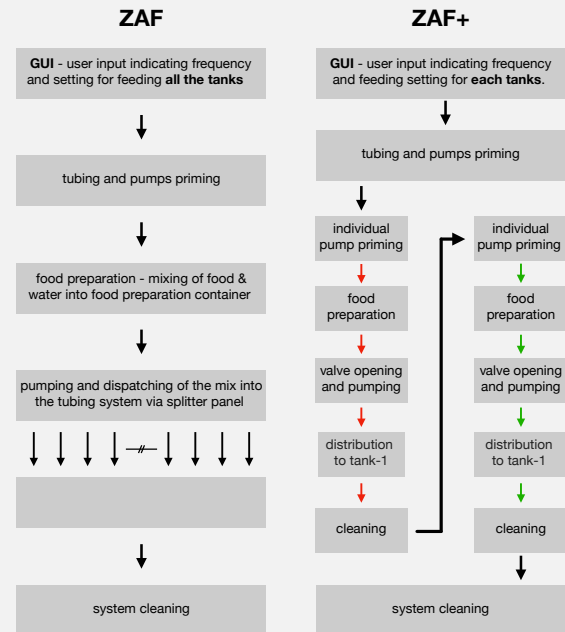 ZAF
GUI - user input indicating frequency
and setting for feeding all the tanks
tubing and pumps priming
food preparation - mixing of food &
water into food preparation container
pumping and dispatching of the mix into
the tubing system via splitter panel
system cleaning
ZAF+
GUI - user input indicating frequency
and feeding setting for each tanks.
tubing and pumps priming
individual
pump priming
food
preparation
valve opening
and pumping
distribution
to tank-1
cleaning
individual
pump priming
food
preparation
valve opening
and pumping
distribution
to tank-1
cleaning
system cleaning